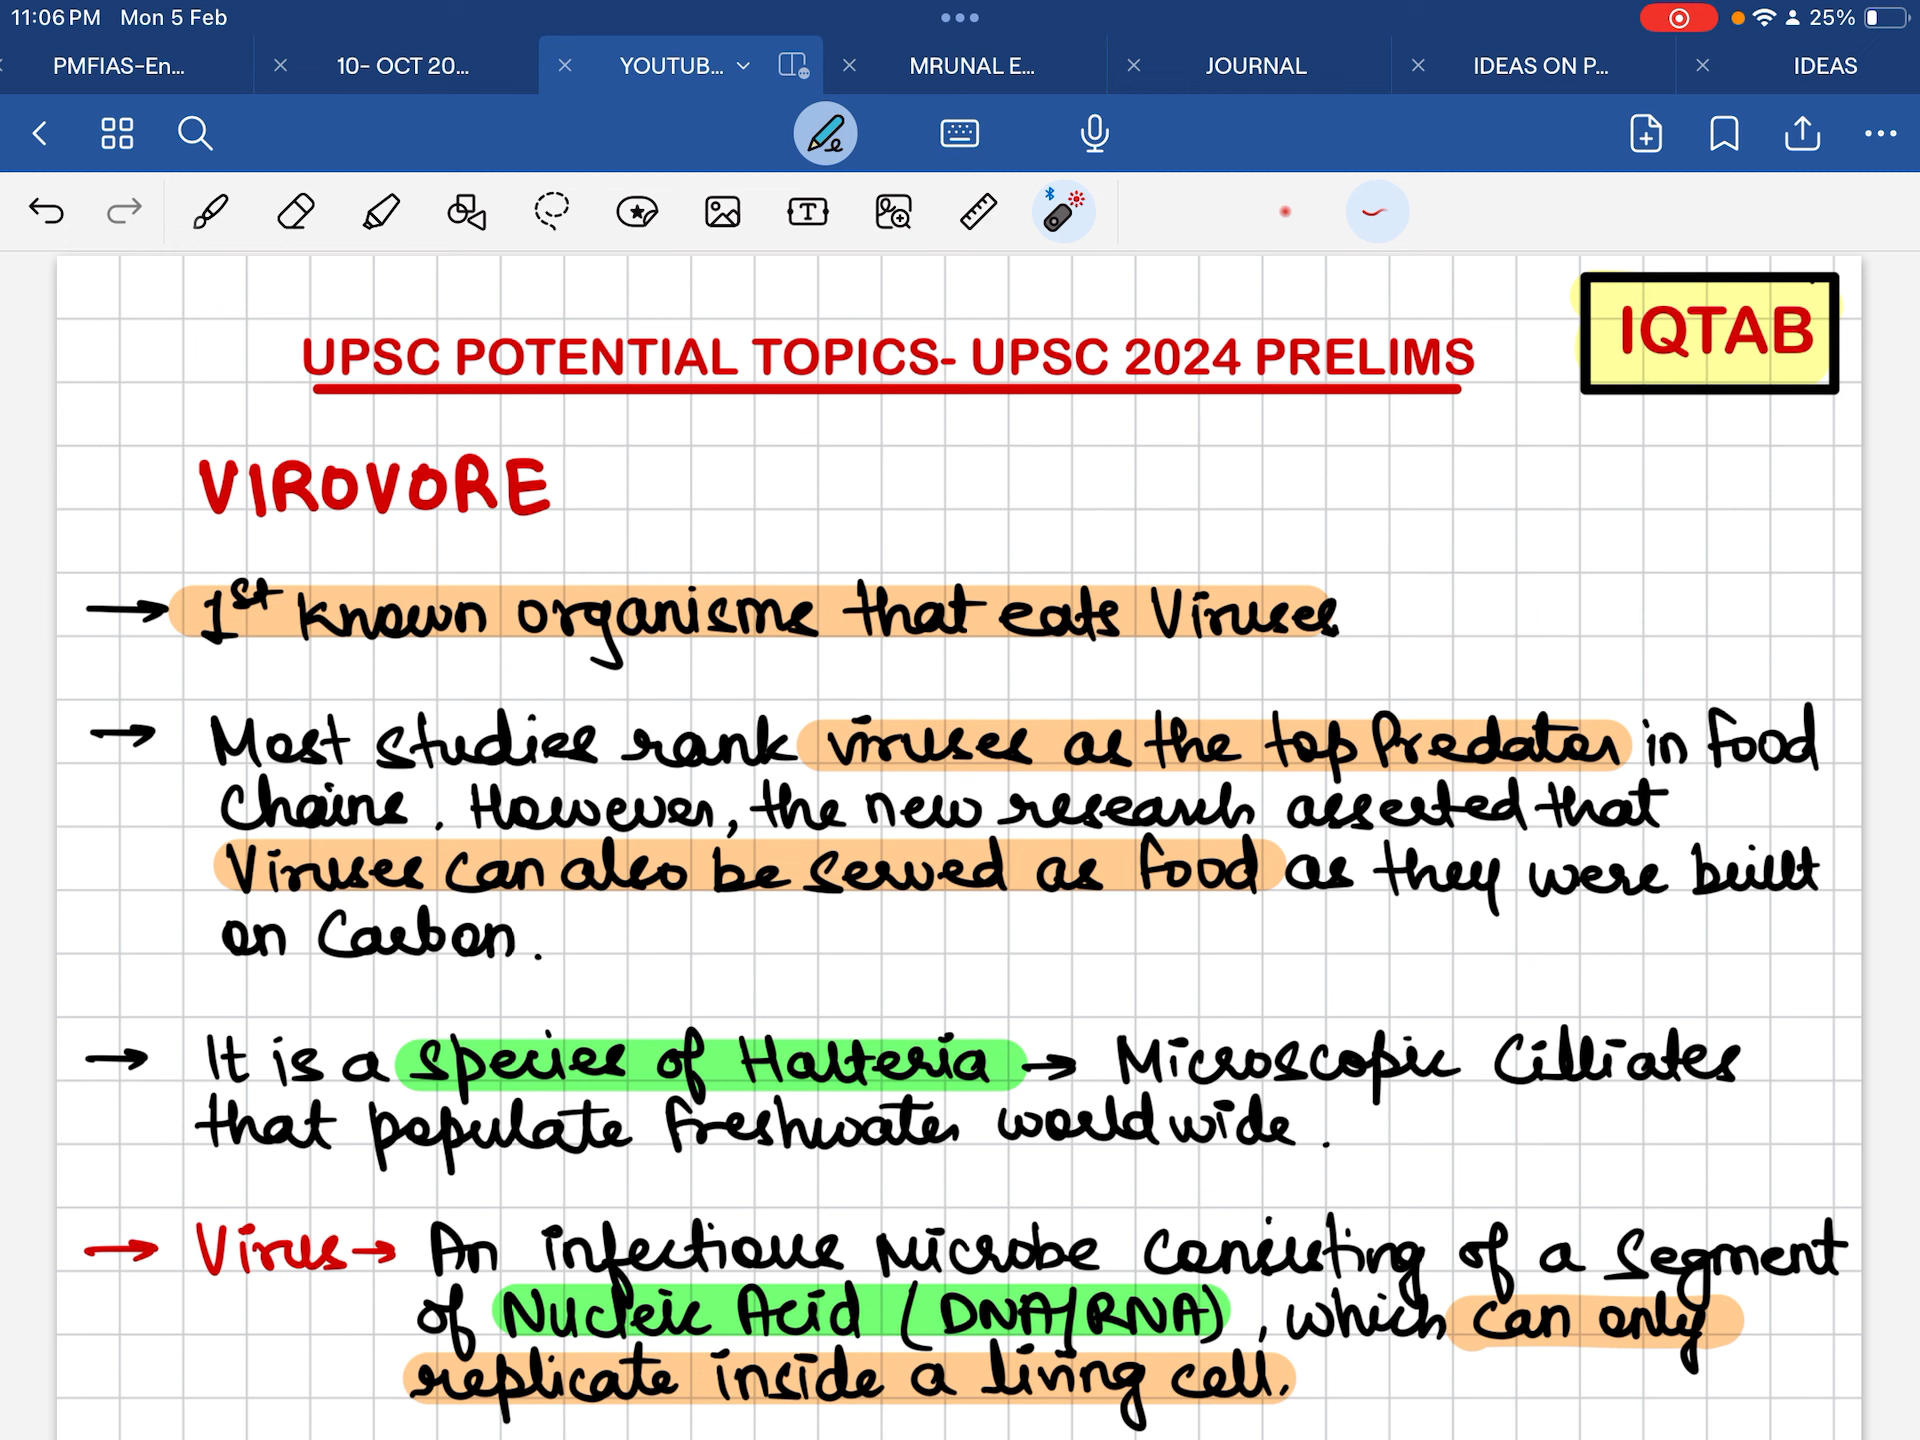 11:06 PM Mon 5 Feb
25%
PMFIAS-En...
10- OCT 20...
YOUTUB...
MRUNAL E...
JOURNAL
IDEAS ON P...
IDEAS
IQTAB
UPSC POTENTIAL TOPICS- UPSC 2024 PRELIMS
VIROVORE
→ 1st known organisms that eats Viruses
→ Most studies rank viruses as the top Predator in food
Chains. However, the new research asserted that
Viruses can also be served as food as they were built
on Carbon.
→ It is a species of Halteria → Microscopic Cilliates
that populate freshwater worldwide.
→ Virus → An infectious Microbe consisting of a segment
of Nucleic Acid (DNA/RNA), which can only
replicate inside a living cell.